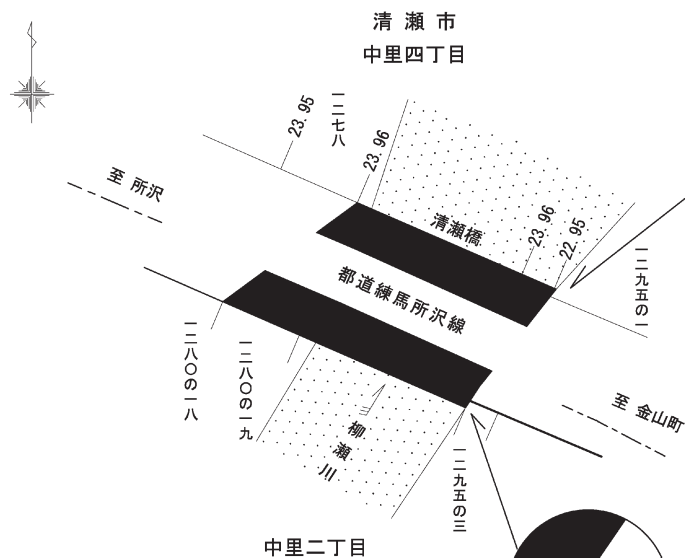 清瀬市
中里四丁目
23.95
一二七八
23.96
至 所沢
清瀬橋
23.96
22.95
一二九五の一
都道練馬所沢線
一二八〇の一八
一二八〇の一九
柳瀬川
至 金山町
一二九五の三
中里二丁目